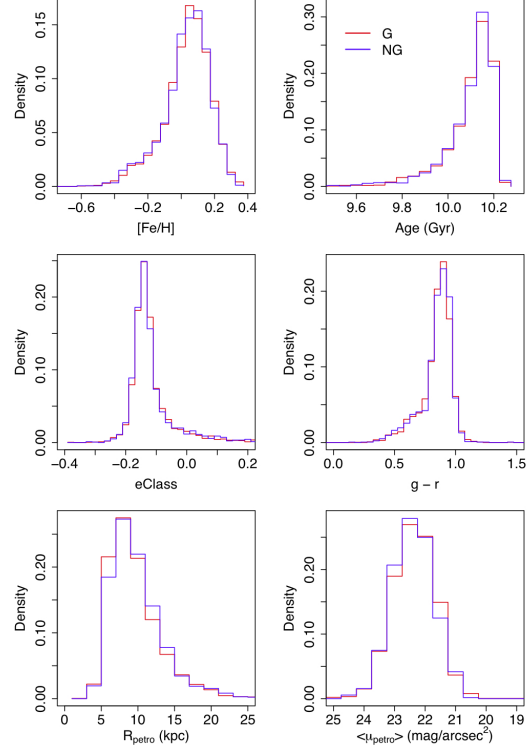 Density
0.00 0.05 0.10 0.15
−0.6 −0.2 0.2 0.4
[Fe/H]
G
NG
Density
0.00 0.10 0.20 0.30
9.6 9.8 10.0 10.2
Age (Gyr)
Density
0.00 0.10 0.20
−0.4 −0.2 0.0 0.2
eClass
Density
0.00 0.10 0.20
0.0 0.5 1.0 1.5
g − r
Density
0.00 0.10 0.20
0 5 10 15 20 25
R_petro (kpc)
Density
0.00 0.10 0.20
25 24 23 22 21 20 19
<μ_petro> (mag/arcsec²)